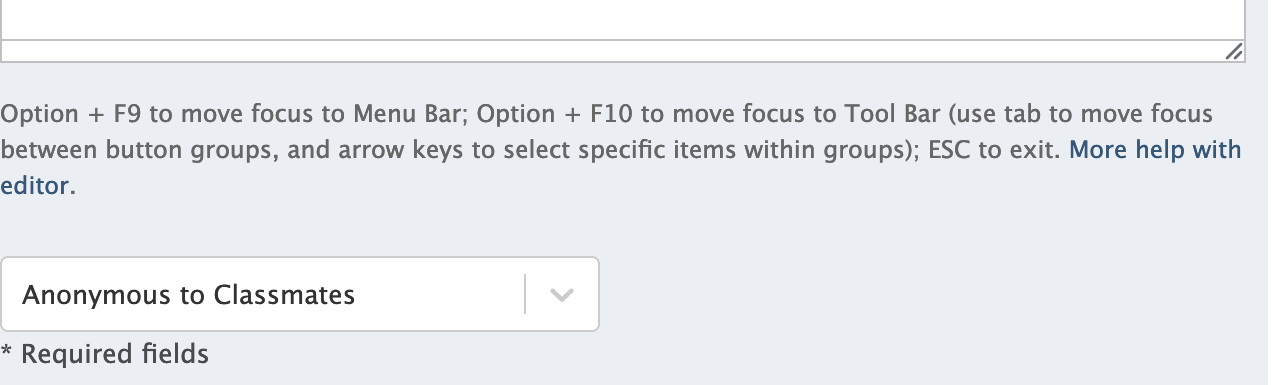 Option + F9 to move focus to Menu Bar; Option + F10 to move focus to Tool Bar (use tab to move focus
between button groups, and arrow keys to select specific items within groups); ESC to exit. More help with
editor.
Anonymous to Classmates
* Required fields